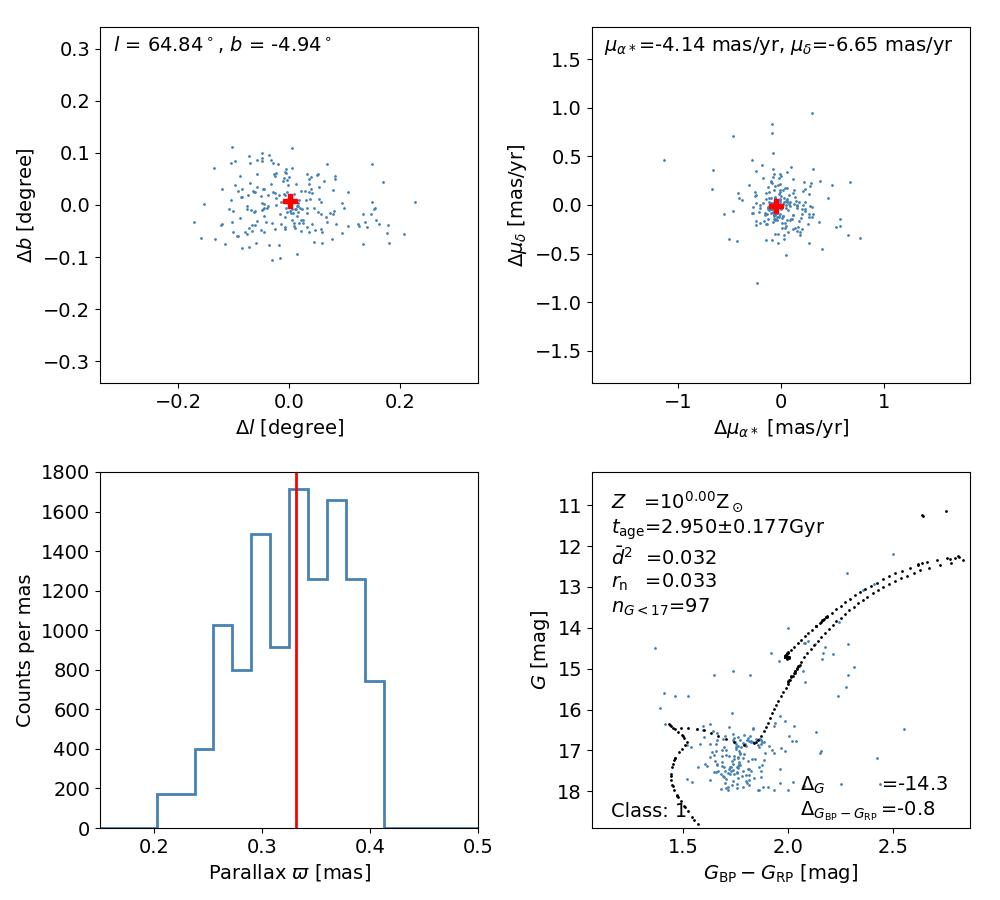 l = 64.84°, b = -4.94°
0.3
0.2
0.1
0.0
−0.1
−0.2
−0.3
Δb [degree]
−0.2 0.0 0.2
Δl [degree]
μα*=-4.14 mas/yr, μδ=-6.65 mas/yr
1.5
1.0
0.5
0.0
−0.5
−1.0
−1.5
Δμδ [mas/yr]
−1 0 1
Δμα* [mas/yr]
1800
1600
1400
1200
1000
800
600
400
200
0
Counts per mas
0.2 0.3 0.4 0.5
Parallax ϖ [mas]
Z =10^0.00 Z⊙
t_age=2.950±0.177Gyr
d̄² =0.032
r_n =0.033
n_G<17=97
Δ_G =-14.3
Class: 1
Δ_G_BP−G_RP =-0.8
11
12
13
14
15
16
17
18
G [mag]
1.5 2.0 2.5
G_BP − G_RP [mag]